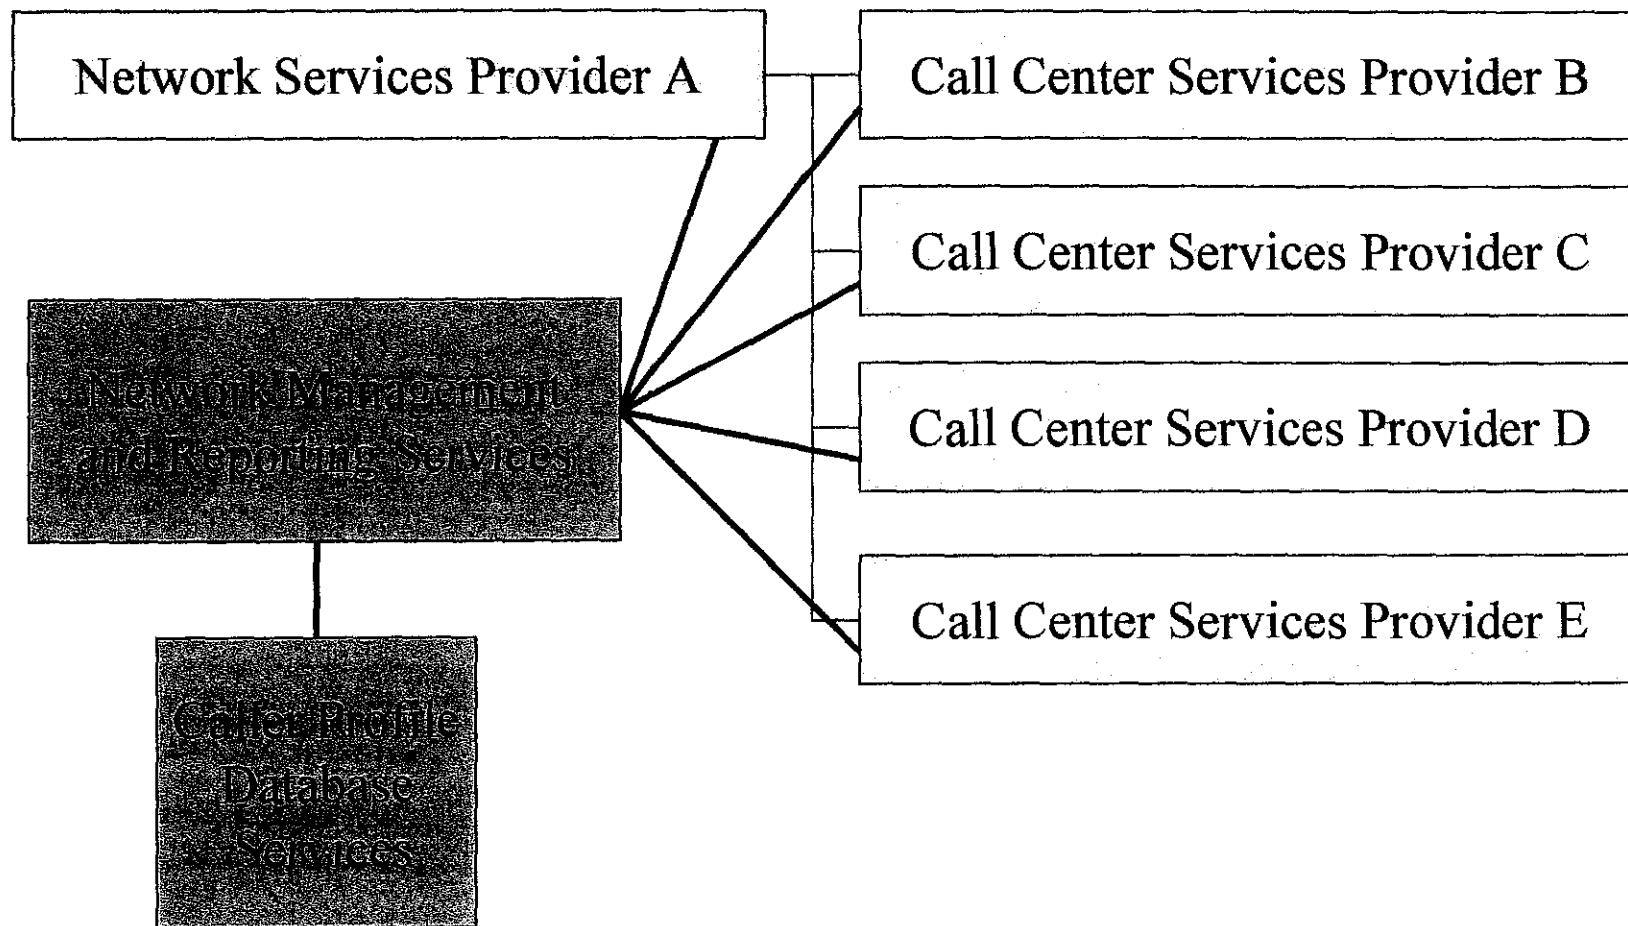 Network Services Provider A
Call Center Services Provider B
Call Center Services Provider C
Network Management
and Reporting Services
Call Center Services Provider D
Call Center Services Provider E
Caller Profile
Database
Services